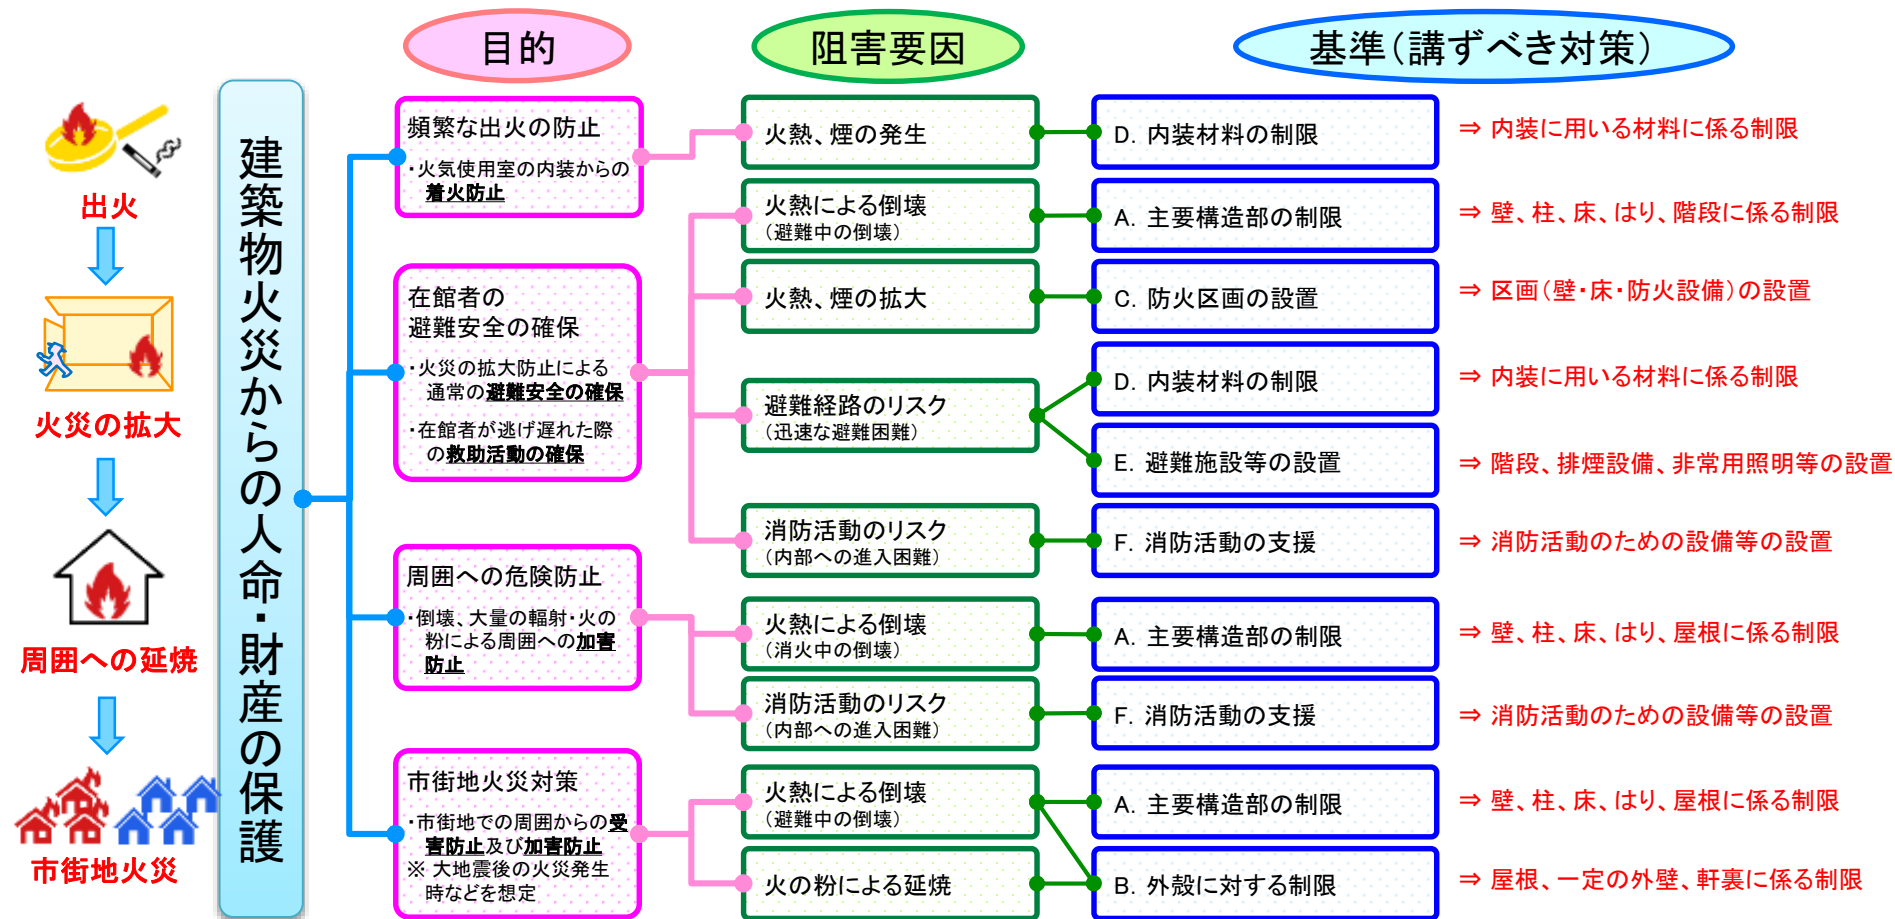 目的
阻害要因
基準（講ずべき対策）
出火
火災の拡大
周囲への延焼
市街地火災
建築物火災からの人命・財産の保護
頻繁な出火の防止
・火気使用室の内装からの
着火防止
在館者の
避難安全の確保
・火災の拡大防止による
通常の避難安全の確保
・在館者が逃げ遅れた際
の救助活動の確保
周囲への危険防止
・倒壊、大量の輻射・火の
粉による周囲への加害
防止
市街地火災対策
・市街地での周囲からの受
害防止及び加害防止
※ 大地震後の火災発生
時などを想定
火熱、煙の発生
火熱による倒壊
（避難中の倒壊）
火熱、煙の拡大
避難経路のリスク
（迅速な避難困難）
消防活動のリスク
（内部への進入困難）
火熱による倒壊
（消火中の倒壊）
消防活動のリスク
（内部への進入困難）
火熱による倒壊
（避難中の倒壊）
火の粉による延焼
D. 内装材料の制限
A. 主要構造部の制限
C. 防火区画の設置
D. 内装材料の制限
E. 避難施設等の設置
F. 消防活動の支援
A. 主要構造部の制限
F. 消防活動の支援
A. 主要構造部の制限
B. 外殻に対する制限
⇒ 内装に用いる材料に係る制限
⇒ 壁、柱、床、はり、階段に係る制限
⇒ 区画（壁・床・防火設備）の設置
⇒ 内装に用いる材料に係る制限
⇒ 階段、排煙設備、非常用照明等の設置
⇒ 消防活動のための設備等の設置
⇒ 壁、柱、床、はり、屋根に係る制限
⇒ 消防活動のための設備等の設置
⇒ 壁、柱、床、はり、屋根に係る制限
⇒ 屋根、一定の外壁、軒裏に係る制限